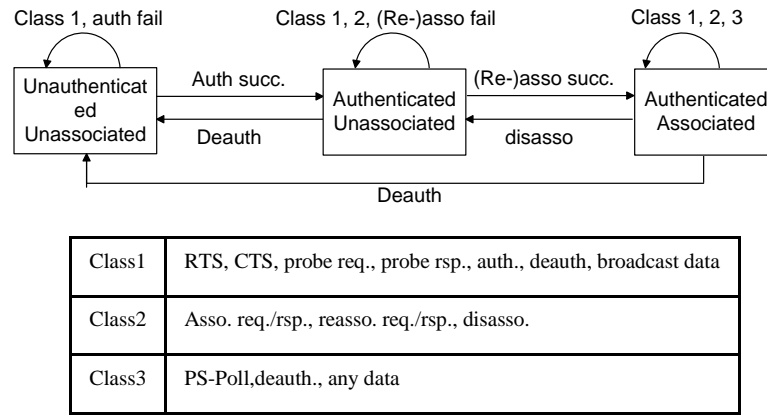 Class 1, auth fail
Class 1, 2, (Re-)asso fail
Class 1, 2, 3
Unauthenticat
ed
Unassociated
Auth succ.
Deauth
Authenticated
Unassociated
(Re-)asso succ.
disasso
Authenticated
Associated
Deauth
Class1 RTS, CTS, probe req., probe rsp., auth., deauth, broadcast data
Class2 Asso. req./rsp., reasso. req./rsp., disasso.
Class3 PS-Poll,deauth., any data